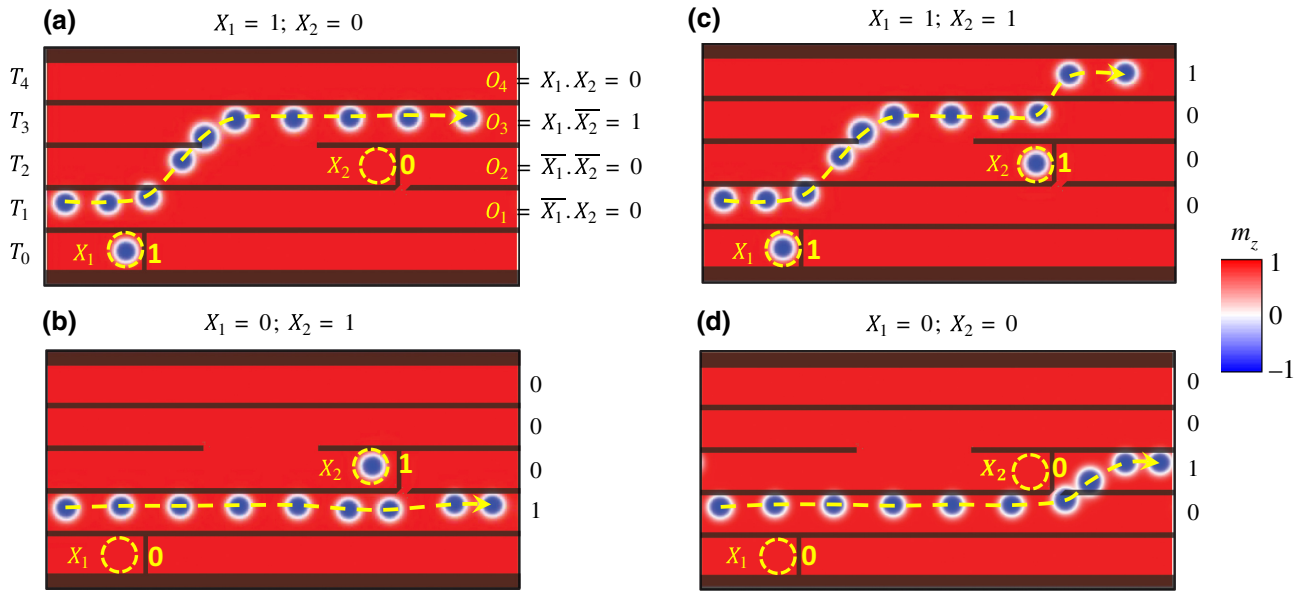 (a)
X₁ = 1; X₂ = 0
T₄
T₃
T₂
T₁
T₀
O₄ = X₁.X₂ = 0
O₃ = X₁.X̅₂̅ = 1
O₂ = X̅₁̅.X̅₂̅ = 0
O₁ = X̅₁̅.X₂ = 0
X₂ 0
X₁ 1
(b)
X₁ = 0; X₂ = 1
0
0
0
1
X₂ 1
X₁ 0
(c)
X₁ = 1; X₂ = 1
1
0
0
0
X₂ 1
X₁ 1
(d)
X₁ = 0; X₂ = 0
0
0
1
0
X₂ 0
X₁ 0
m_z
1
0
−1